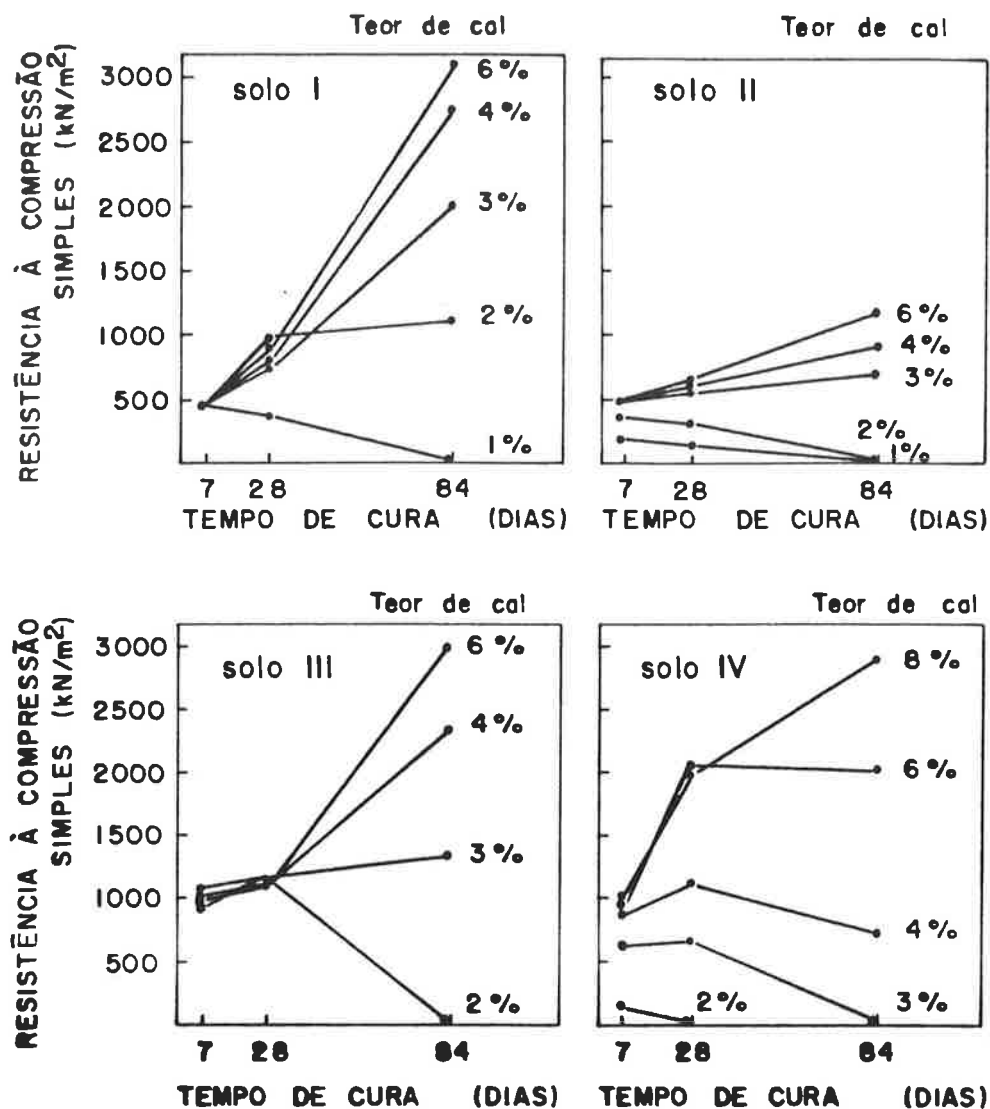 Teor de cal
Teor de cal
RESISTÊNCIA À COMPRESSÃO
SIMPLES (kN/m²)
3000
2500
2000
1500
1000
500
solo I
6%
4%
3%
2%
1%
7 28 84
TEMPO DE CURA (DIAS)
solo II
6%
4%
3%
2%
1%
7 28 84
TEMPO DE CURA (DIAS)
Teor de cal
Teor de cal
RESISTÊNCIA À COMPRESSÃO
SIMPLES (kN/m²)
3000
2500
2000
1500
1000
500
solo III
6%
4%
3%
2%
7 28 84
TEMPO DE CURA (DIAS)
solo IV
8%
6%
4%
3%
2%
7 28 84
TEMPO DE CURA (DIAS)